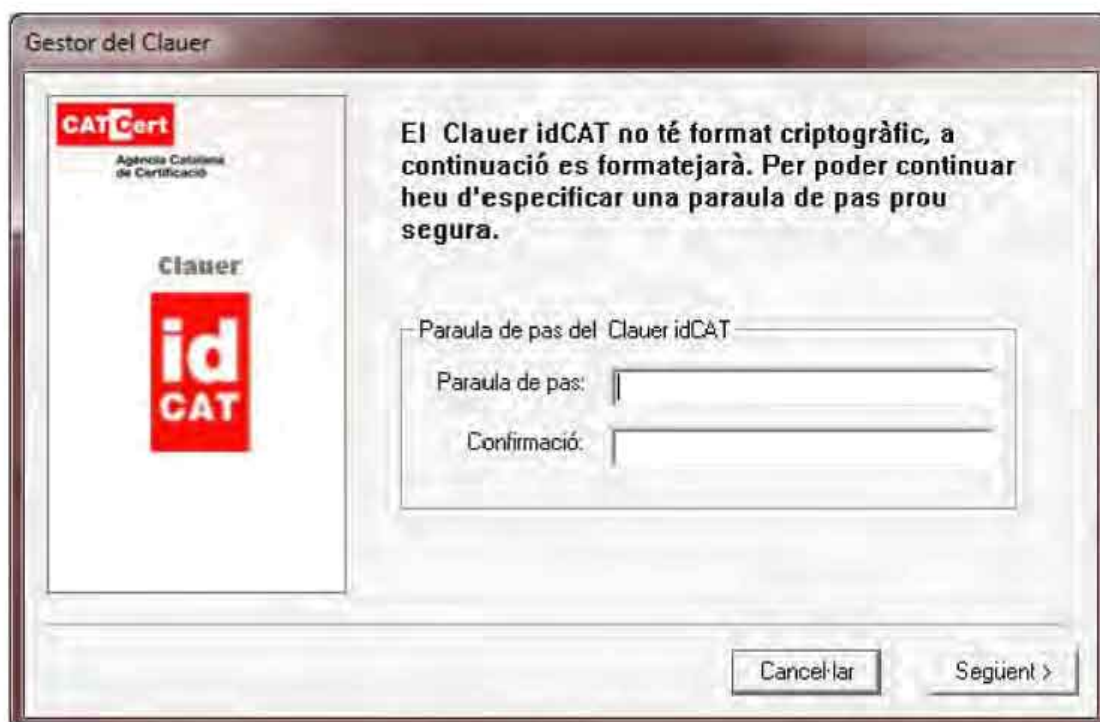 Gestor del Clauer
CATCert
Agència Catalana
de Certificació
Clauer
id
CAT
El Clauer idCAT no té format criptogràfic, a
continuació es formatejarà. Per poder continuar
heu d'especificar una paraula de pas prou
segura.
Paraula de pas del Clauer idCAT
Paraula de pas:
Confirmació:
Cancel·lar
Següent >